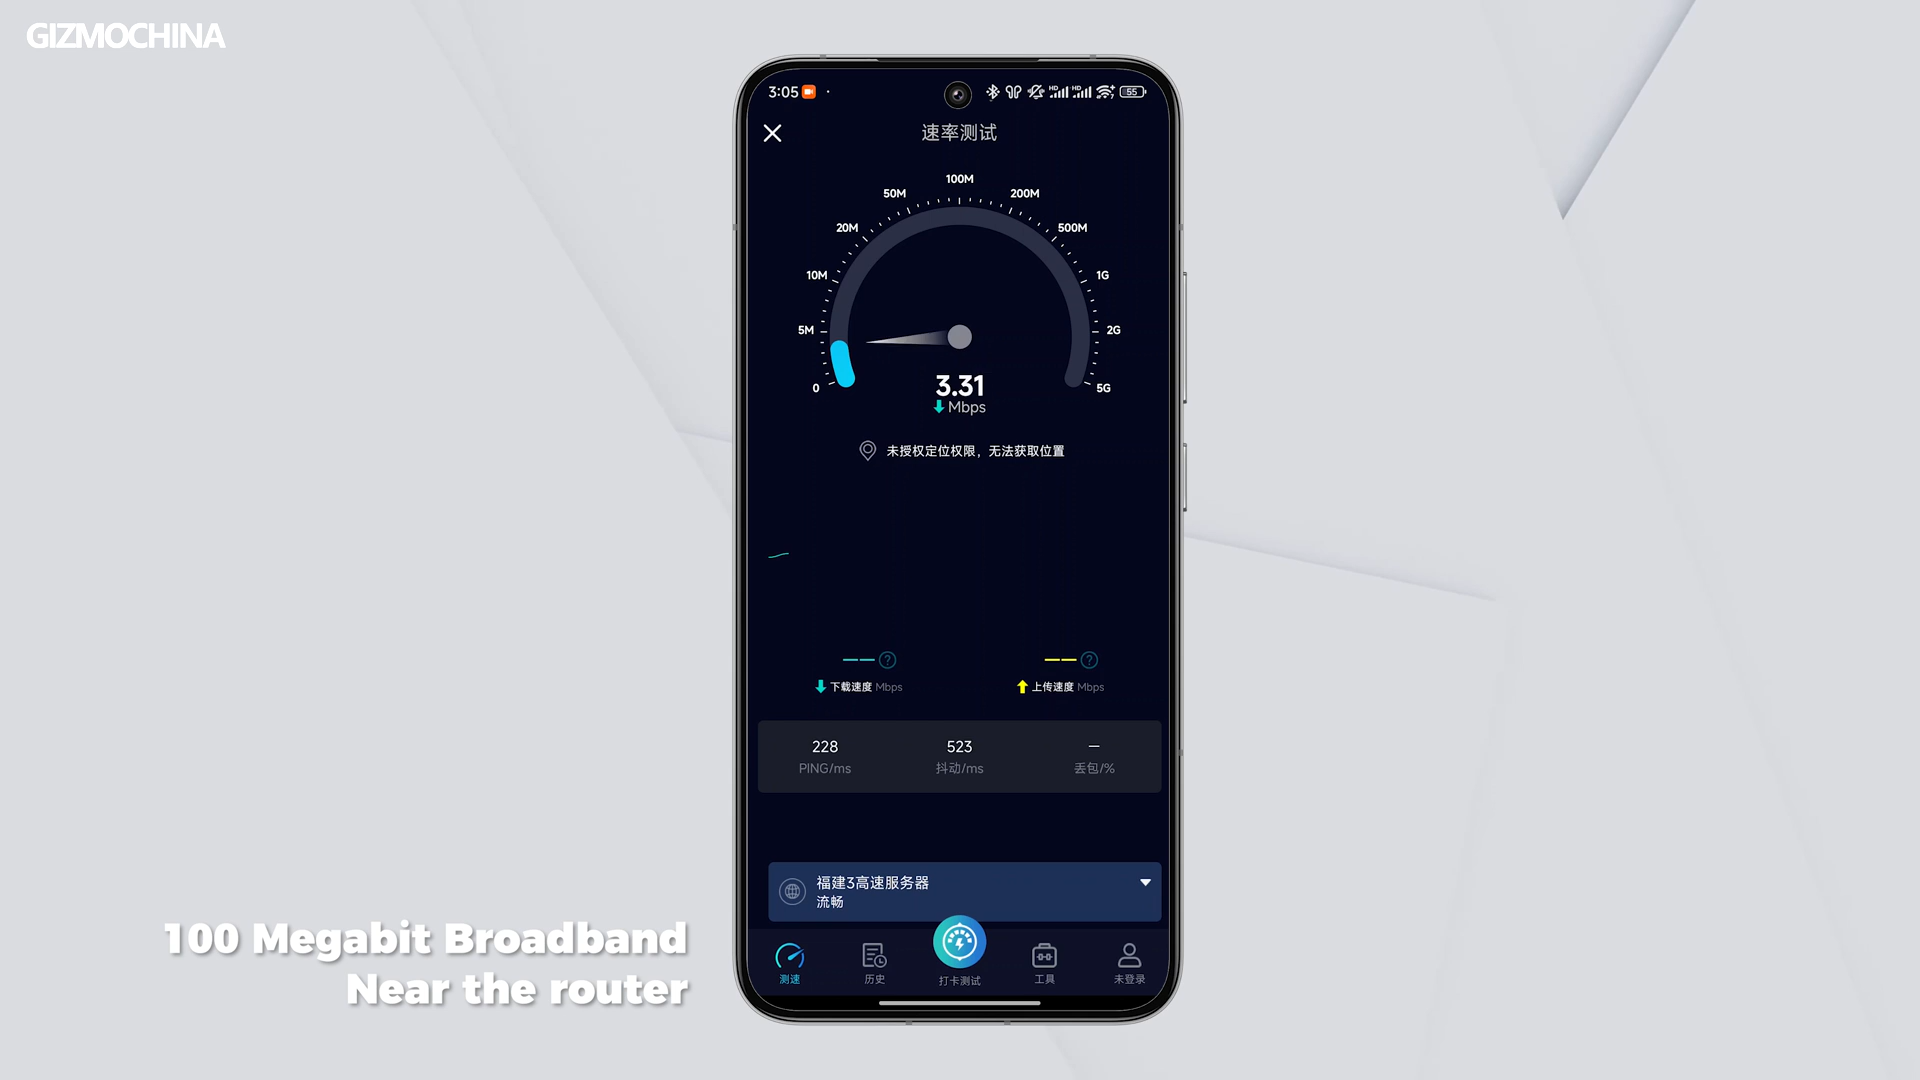 GIZMOCHINA
3:05
HD
HD
55
速率测试
100M
50M
200M
20M
500M
10M
1G
5M
2G
0
5G
3.31
Mbps
未授权定位权限，无法获取位置
——
?
——
?
下载速度 Mbps
上传速度 Mbps
228
523
—
PING/ms
抖动/ms
丢包/%
福建3高速服务器
流畅
100 Megabit Broadband
Near the router
测速
历史
打卡测试
工具
未登录